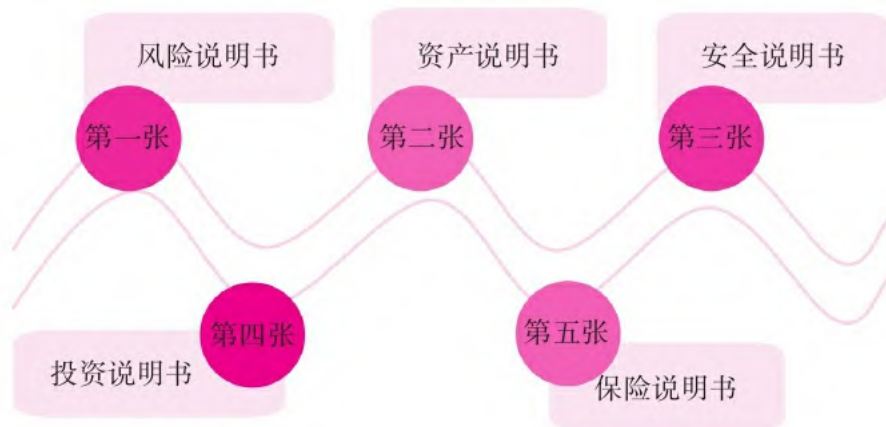 风险说明书
第一张
资产说明书
第二张
安全说明书
第三张
第四张
投资说明书
第五张
保险说明书